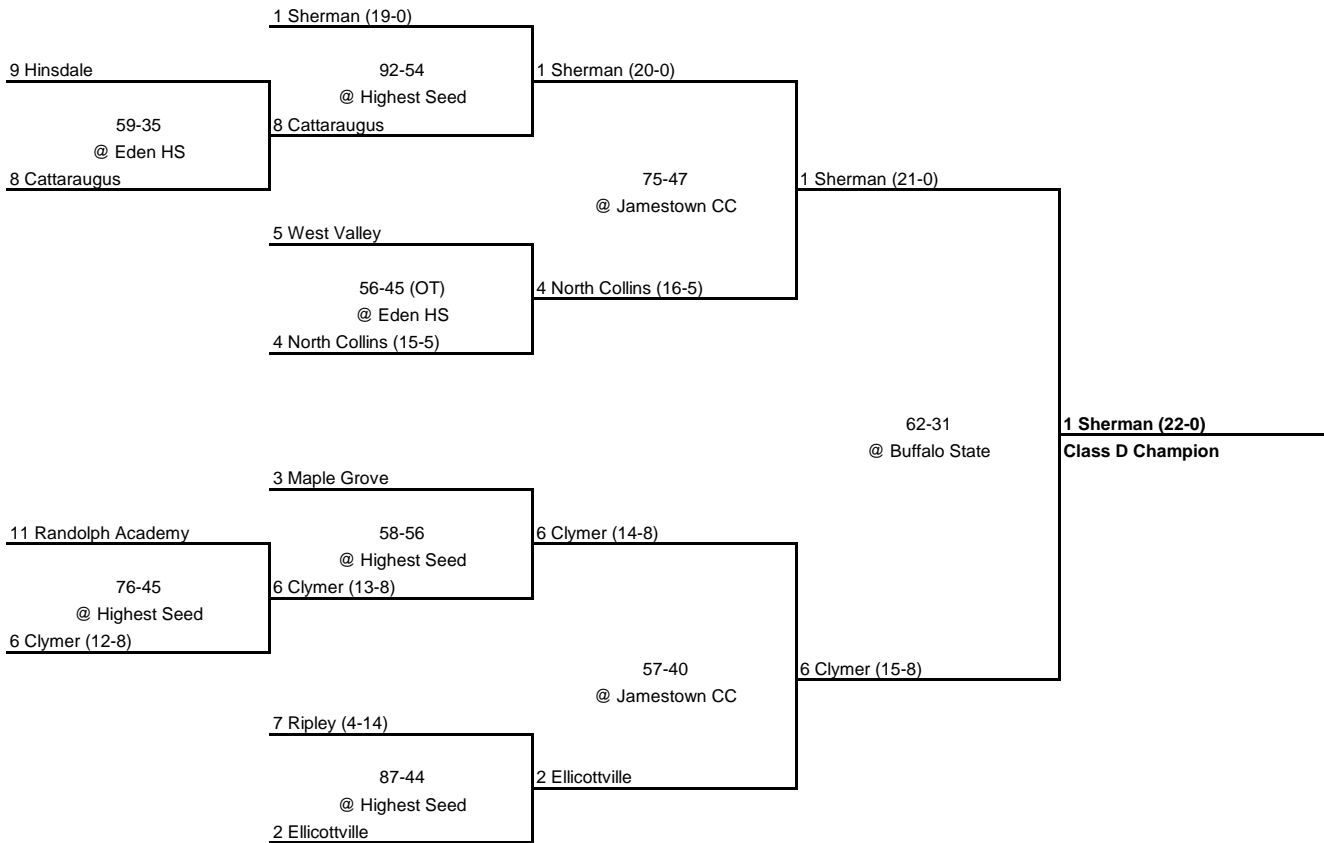 1 Sherman (19-0)
9 Hinsdale
92-54
1 Sherman (20-0)
@ Highest Seed
59-35
8 Cattaraugus
@ Eden HS
8 Cattaraugus
75-47
1 Sherman (21-0)
@ Jamestown CC
5 West Valley
56-45 (OT)
4 North Collins (16-5)
@ Eden HS
4 North Collins (15-5)
62-31
1 Sherman (22-0)
@ Buffalo State
Class D Champion
3 Maple Grove
11 Randolph Academy
58-56
6 Clymer (14-8)
@ Highest Seed
76-45
6 Clymer (13-8)
@ Highest Seed
6 Clymer (12-8)
57-40
6 Clymer (15-8)
@ Jamestown CC
7 Ripley (4-14)
87-44
2 Ellicottville
@ Highest Seed
2 Ellicottville